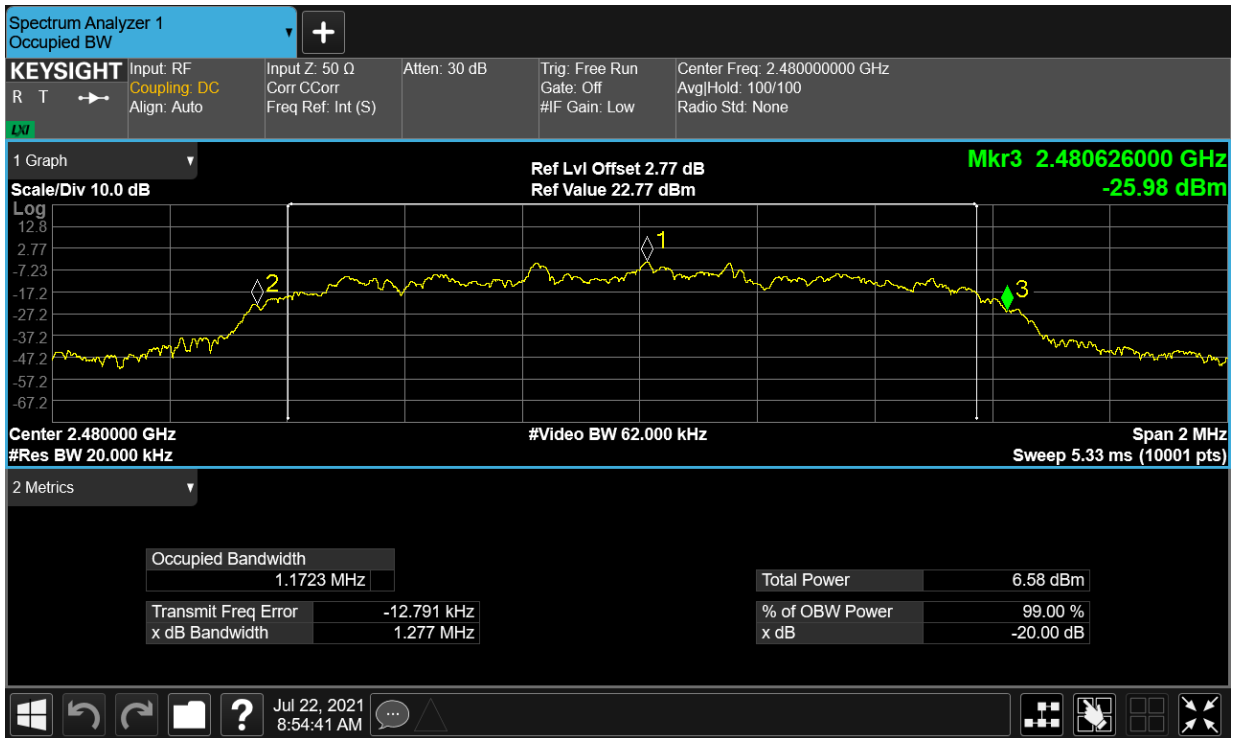 Spectrum Analyzer 1
Occupied BW
KEYSIGHT
R T
LXI
Input: RF
Coupling: DC
Align: Auto
Input Z: 50 Ω
Corr CCorr
Freq Ref: Int (S)
Atten: 30 dB
Trig: Free Run
Gate: Off
#IF Gain: Low
Center Freq: 2.480000000 GHz
Avg|Hold: 100/100
Radio Std: None
1 Graph
Scale/Div 10.0 dB
Ref Lvl Offset 2.77 dB
Ref Value 22.77 dBm
Mkr3 2.480626000 GHz
-25.98 dBm
Log
12.8
2.77
-7.23
-17.2
-27.2
-37.2
-47.2
-57.2
-67.2
1
2
3
Center 2.480000 GHz
#Res BW 20.000 kHz
#Video BW 62.000 kHz
Span 2 MHz
Sweep 5.33 ms (10001 pts)
2 Metrics
Occupied Bandwidth
1.1723 MHz
Transmit Freq Error -12.791 kHz
x dB Bandwidth 1.277 MHz
Total Power 6.58 dBm
% of OBW Power 99.00 %
x dB -20.00 dB
?
Jul 22, 2021
8:54:41 AM